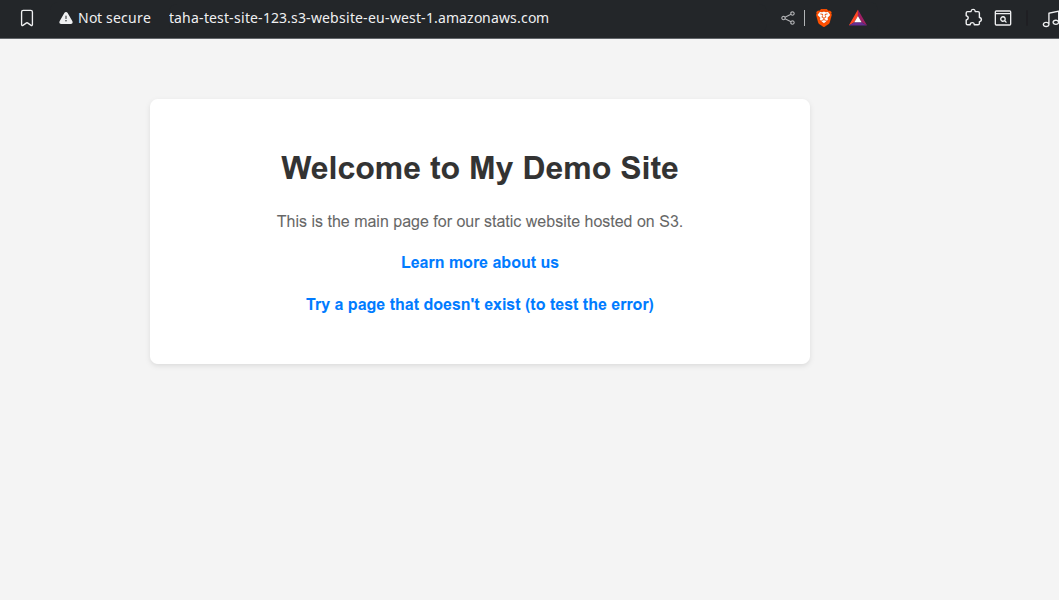 Not secure taha-test-site-123.s3-website-eu-west-1.amazonaws.com
Welcome to My Demo Site
This is the main page for our static website hosted on S3.
Learn more about us
Try a page that doesn't exist (to test the error)